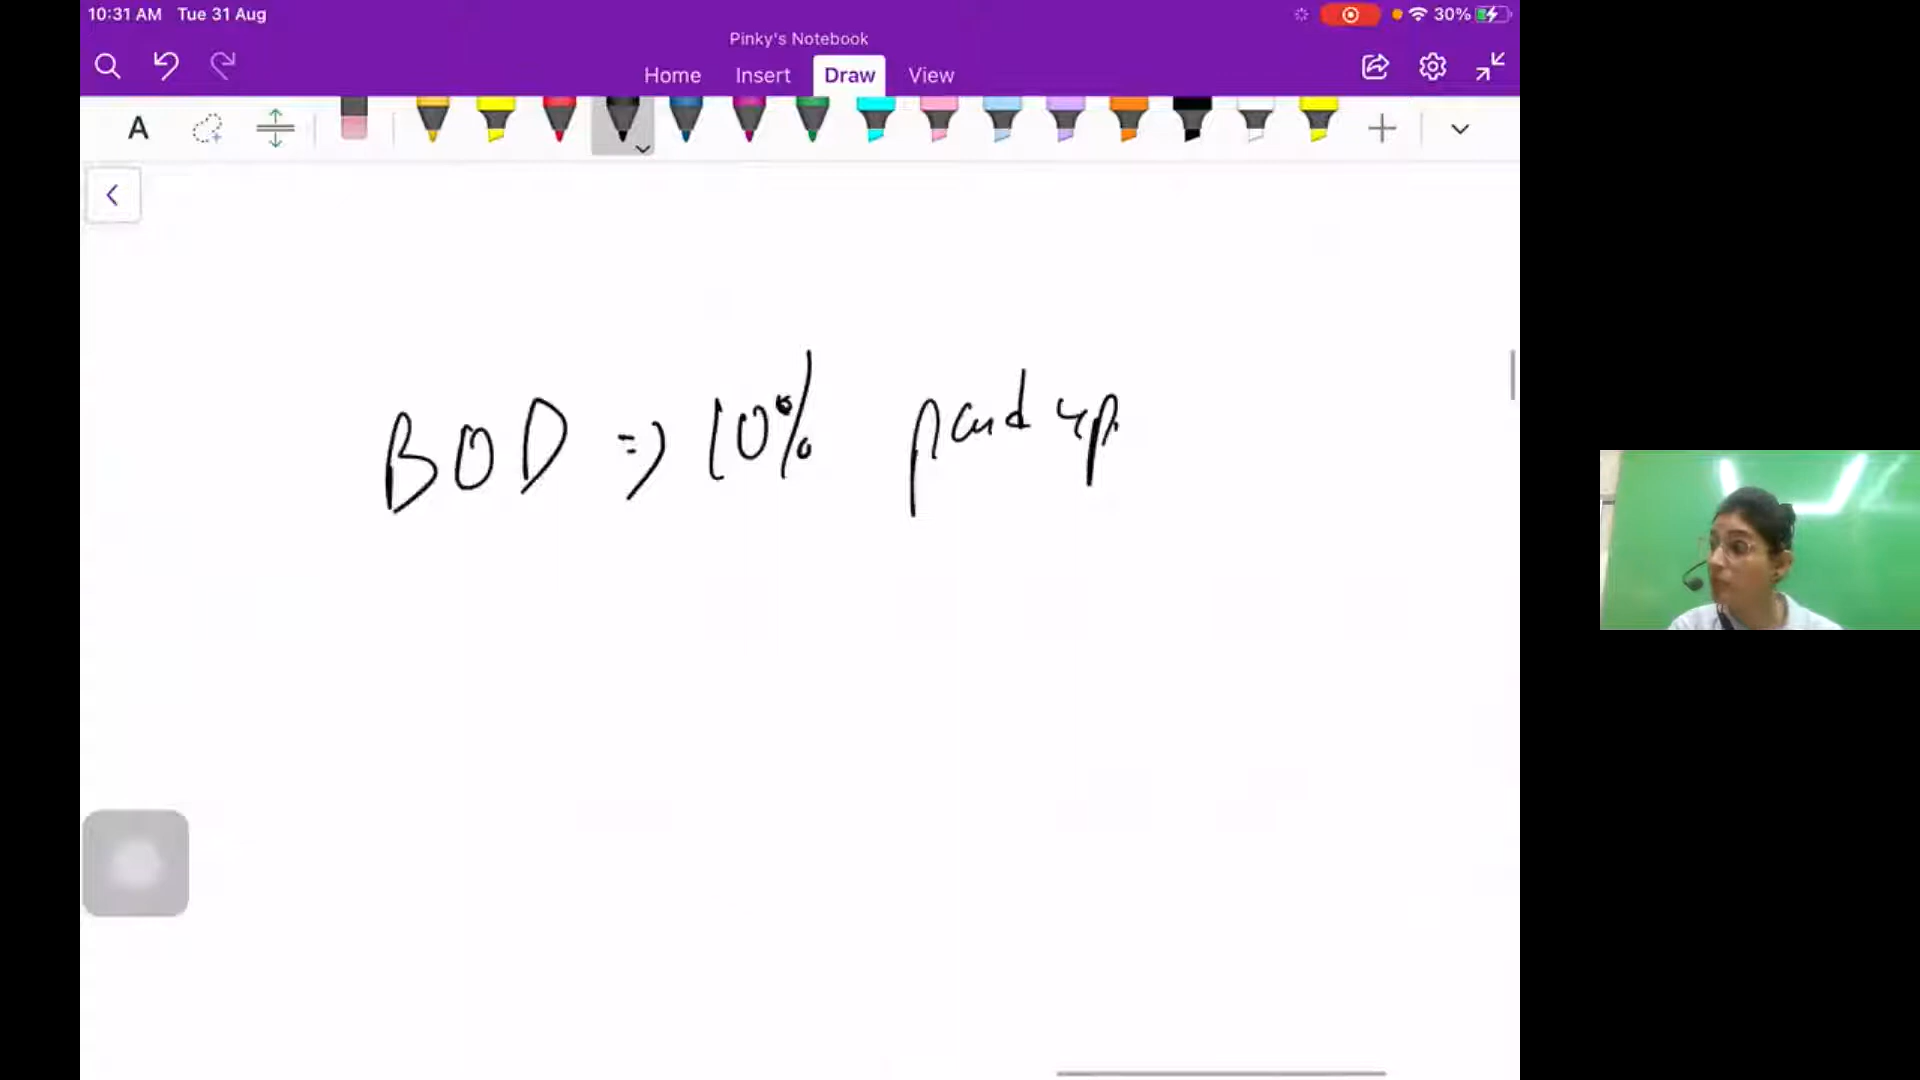 10:31 AM Tue 31 Aug
30%
Pinky's Notebook
Home Insert Draw View
A
BOD => 10% paid up